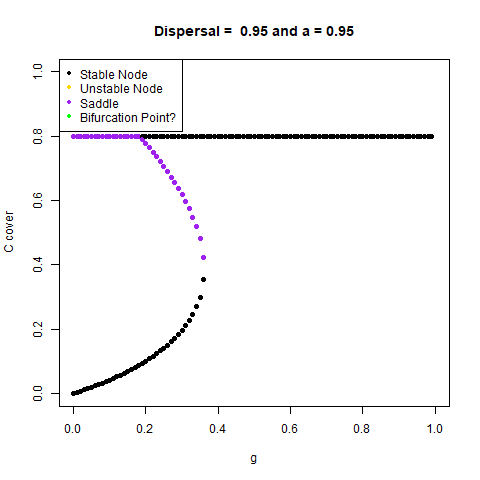 Dispersal =  0.95 and a = 0.95
Stable Node
Unstable Node
Saddle
Bifurcation Point?
C cover
1.0
0.8
0.6
0.4
0.2
0.0
0.0 0.2 0.4 0.6 0.8 1.0
g